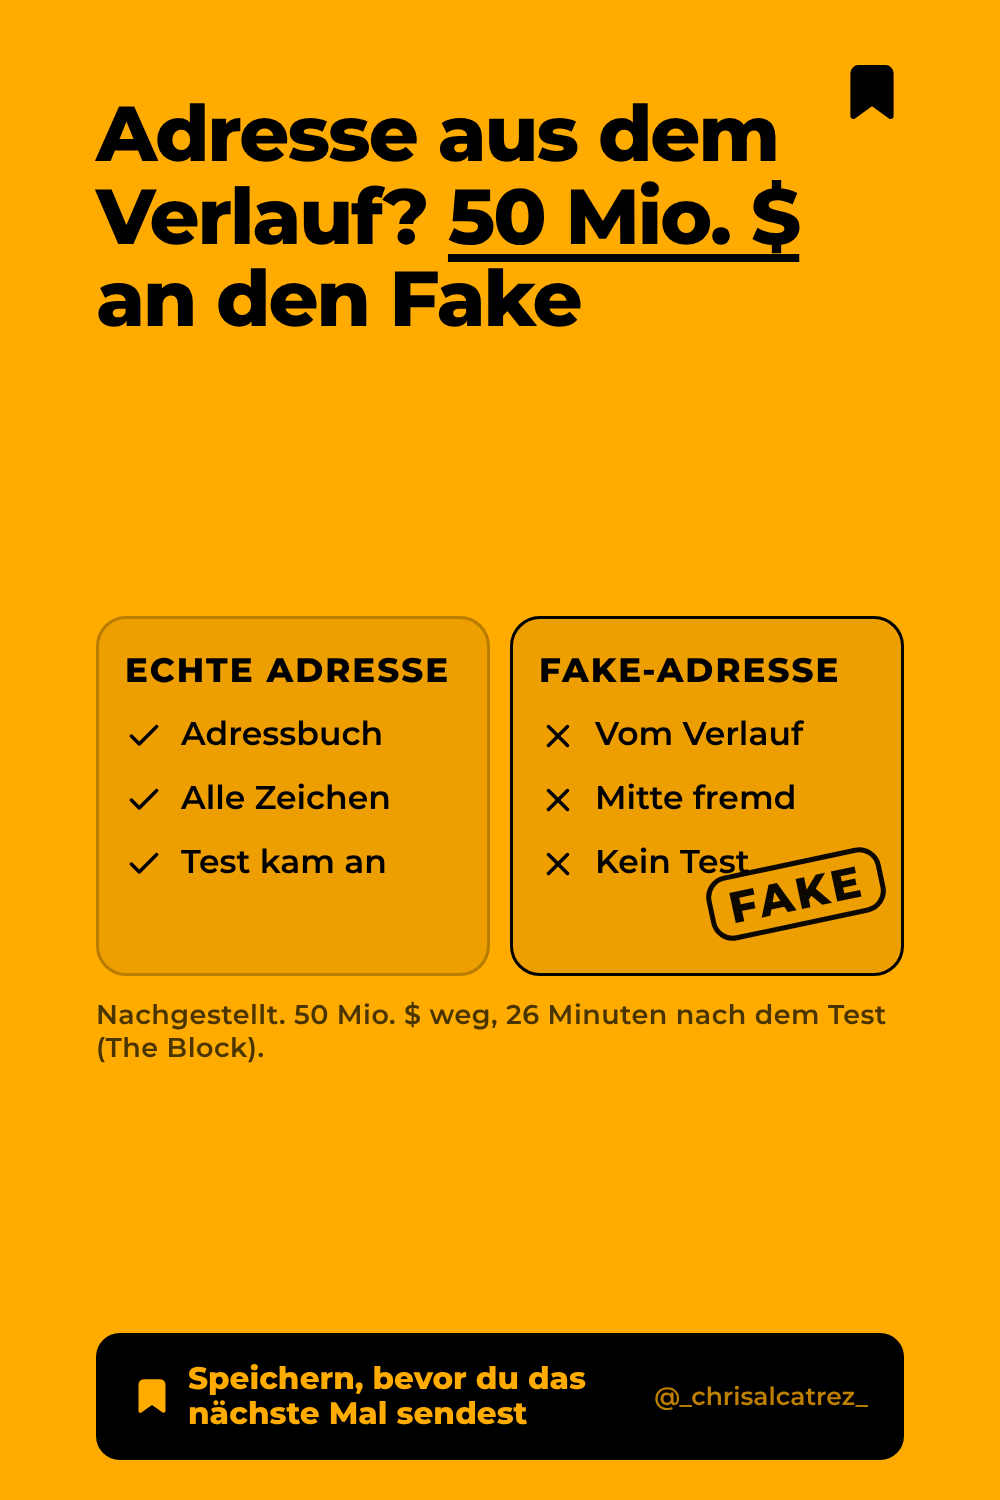 Adresse aus dem
Verlauf? 50 Mio. $
an den Fake
ECHTE ADRESSE
Adressbuch
Alle Zeichen
Test kam an
FAKE-ADRESSE
Vom Verlauf
Mitte fremd
Kein Test
FAKE
Nachgestellt. 50 Mio. $ weg, 26 Minuten nach dem Test
(The Block).
Speichern, bevor du das
nächste Mal sendest
@_chrisalcatrez_